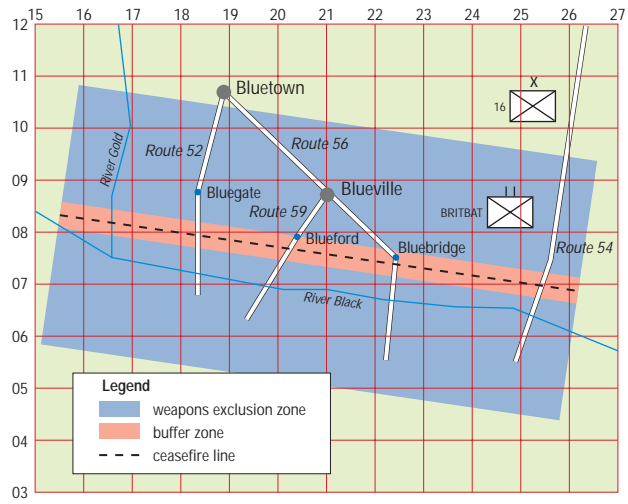 15 16 17 18 19 20 21 22 23 24 25 26 27
12
11
10
09
08
07
06
05
04
03
Bluetown
X
16
River Gold
Route 52
Route 56
Bluegate
Route 59
Blueville
II
BRITBAT
Blueford
Bluebridge
Route 54
River Black
Legend
weapons exclusion zone
buffer zone
ceasefire line